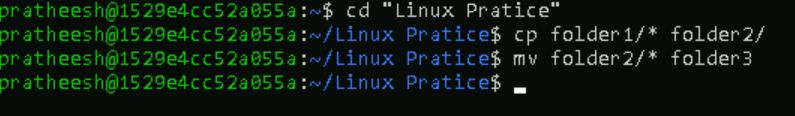 pratheesh@1529e4cc52a055a:~$ cd "Linux Pratice"
pratheesh@1529e4cc52a055a:~/Linux Pratice$ cp folder1/* folder2/
pratheesh@1529e4cc52a055a:~/Linux Pratice$ mv folder2/* folder3
pratheesh@1529e4cc52a055a:~/Linux Pratice$